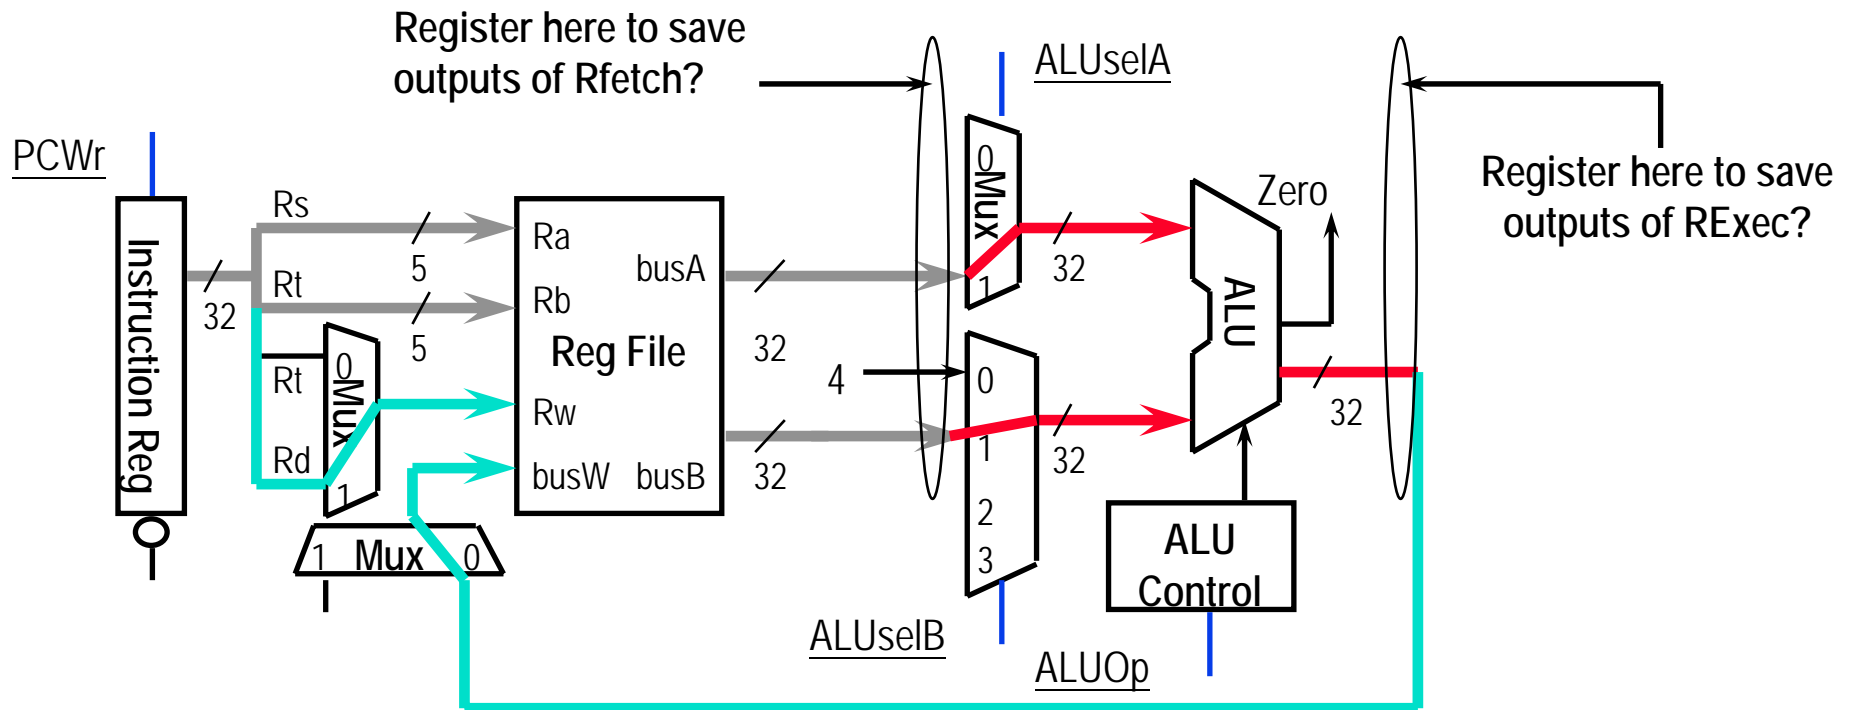 Register here to save
outputs of Rfetch?
ALUselA
PCWr
Register here to save
outputs of RExec?
Zero
Rs
Rt
Rt
Rd
5
5
32
Instruction Reg
0
Mux
1
1 Mux 0
Ra
Rb
Reg File
Rw
busW
busA
busB
32
32
4
0
Mux
1
0
1
2
3
32
32
ALU
32
ALU
Control
ALUselB
ALUOp